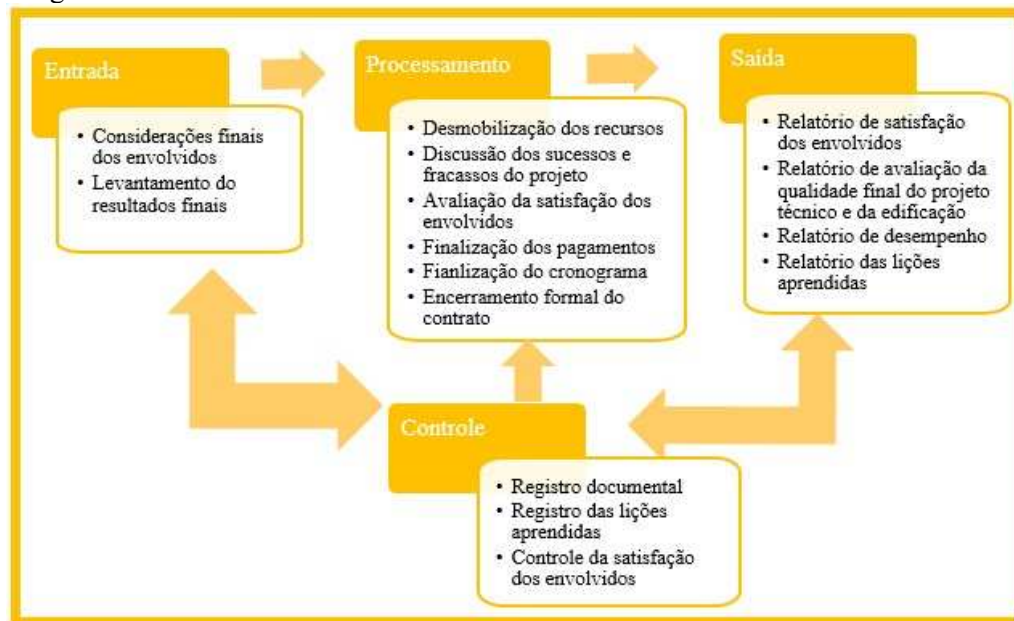 Entrada
• Considerações finais
dos envolvidos
• Levantamento do
resultados finais
Processamento
• Desmobilização dos recursos
• Discussão dos sucessos e
fracassos do projeto
• Avaliação da satisfação dos
envolvidos
• Finalização dos pagamentos
• Fianlização do cronograma
• Encerramento formal do
contrato
Saída
• Relatório de satisfação
dos envolvidos
• Relatório de avaliação da
qualidade final do projeto
técnico e da edificação
• Relatório de desempenho
• Relatório das lições
aprendidas
Controle
• Registro documental
• Registro das lições
aprendidas
• Controle da satisfação
dos envolvidos